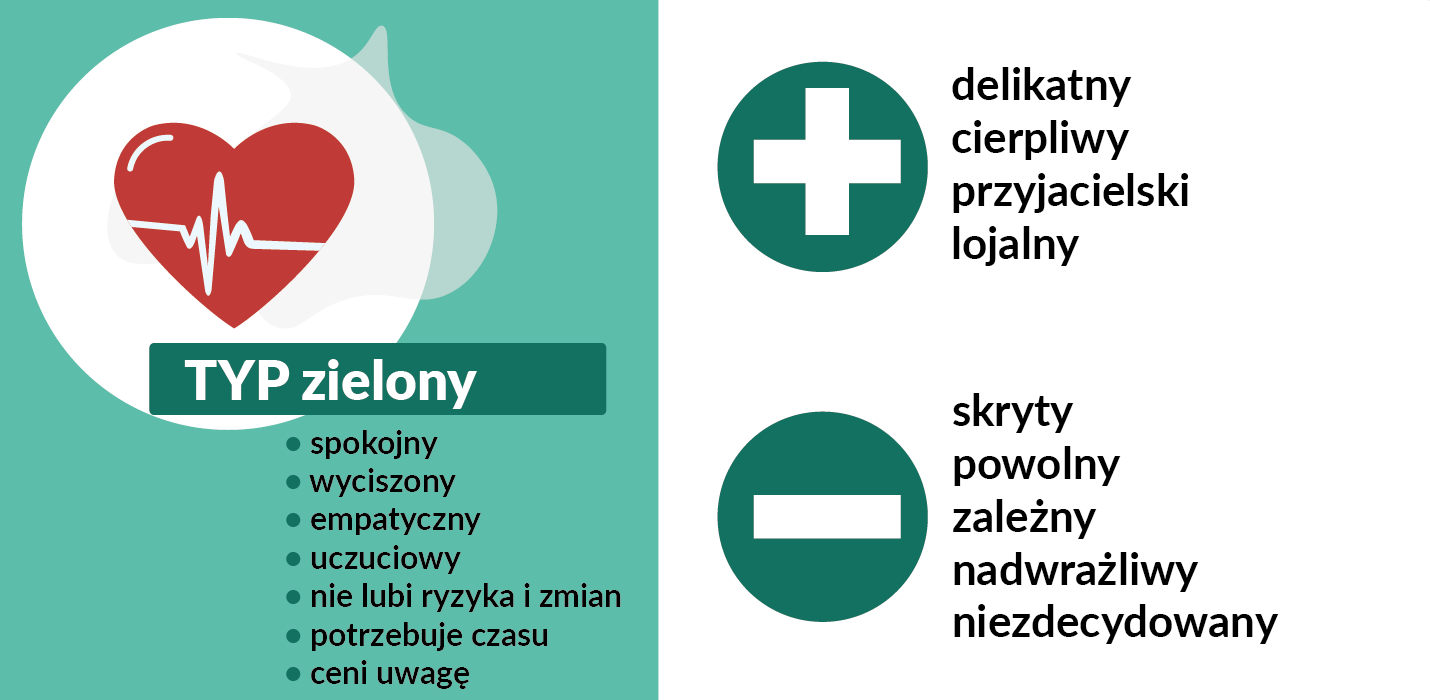 TYP zielony
spokojny
wyciszony
empatyczny
uczuciowy
nie lubi ryzyka i zmian
potrzebuje czasu
ceni uwagę
delikatny
cierpliwy
przyjacielski
lojalny
skryty
powolny
zależny
nadwrażliwy
niezdecydowany